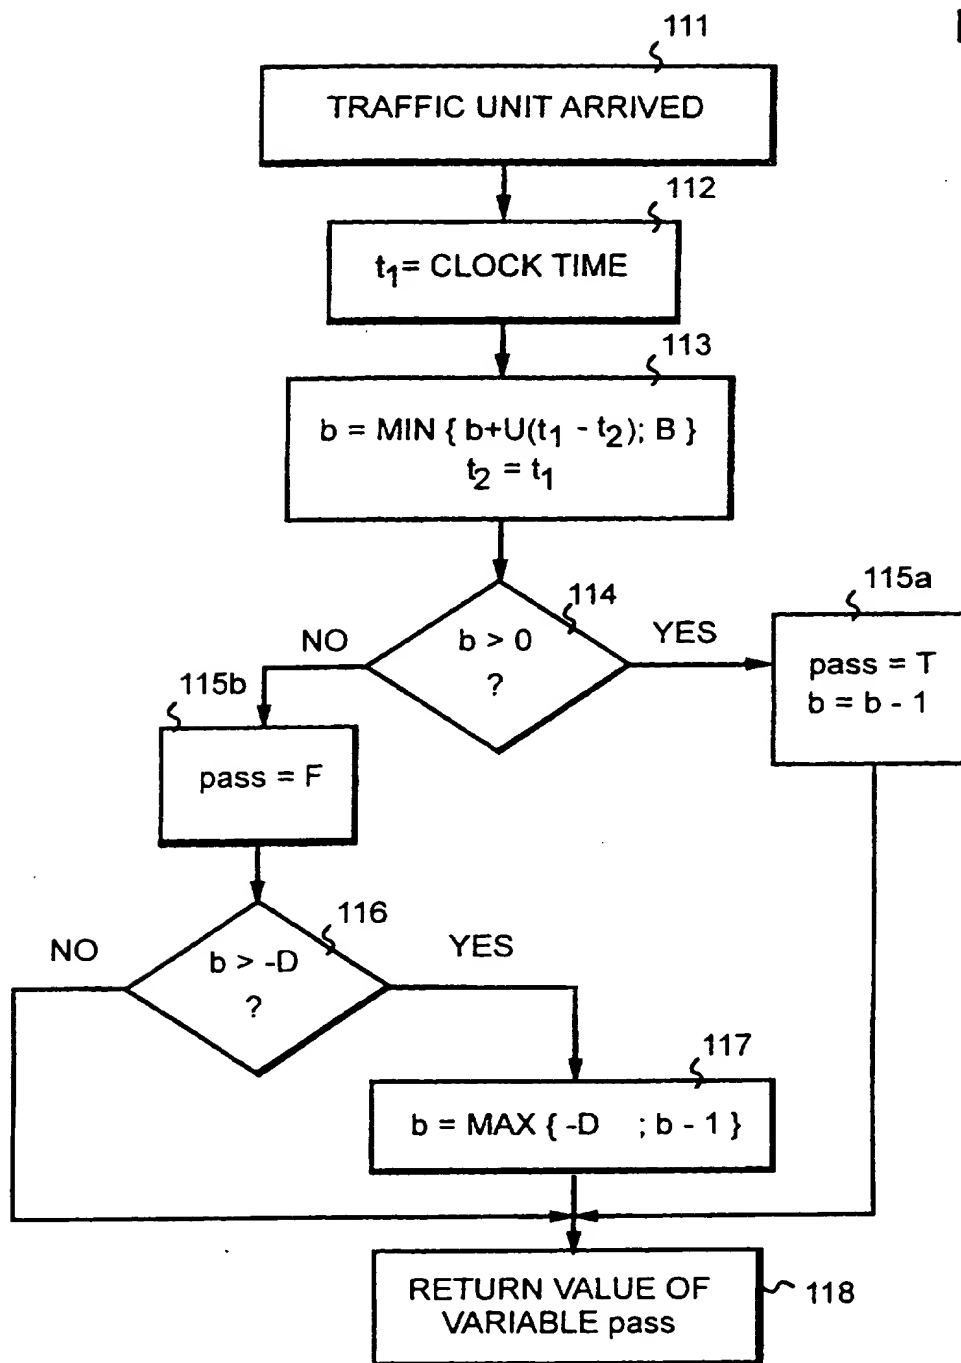 111
TRAFFIC UNIT ARRIVED
112
t1= CLOCK TIME
113
b = MIN { b+U(t1 - t2); B }
t2 = t1
114
b > 0
?
NO
YES
115a
pass = T
b = b - 1
115b
pass = F
116
b > -D
?
NO
YES
117
b = MAX { -D ; b - 1 }
RETURN VALUE OF
VARIABLE pass
118